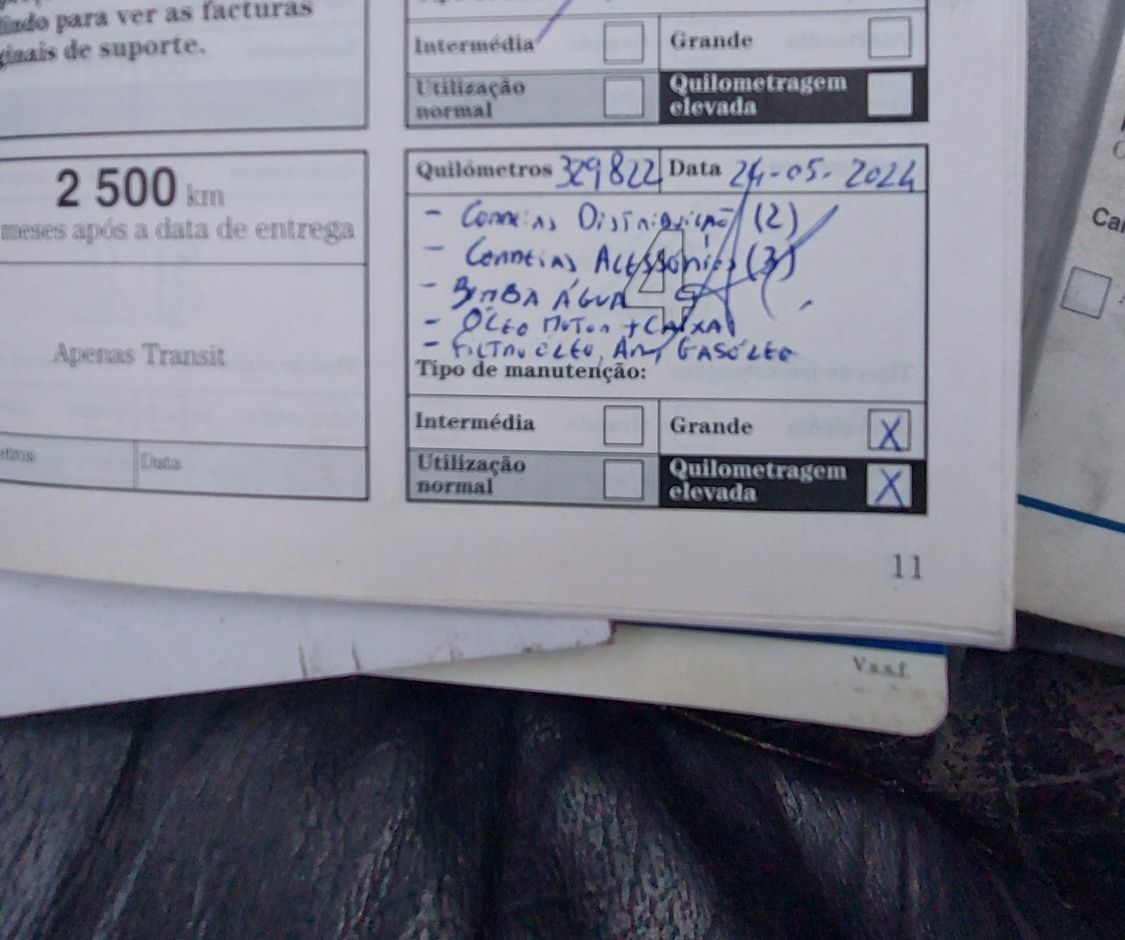 para ver as facturas
de suporte.
2 500 km
meses após a data de entrega
Apenas Transit
Data
Intermédia
Grande
Utilização normal
Quilometragem elevada
Quilómetros 329822
Data 24-05-2024
4
- Correias Distribuição (2)
- Correias Acessórios (3)
- BOMBA ÁGUA
- ÓLEO MOTOR + CAIXA
- FILTRO ÓLEO, AR, GASÓLEO
Tipo de manutenção:
Intermédia
Grande X
Utilização normal
Quilometragem elevada X
11
V.s.s.f.